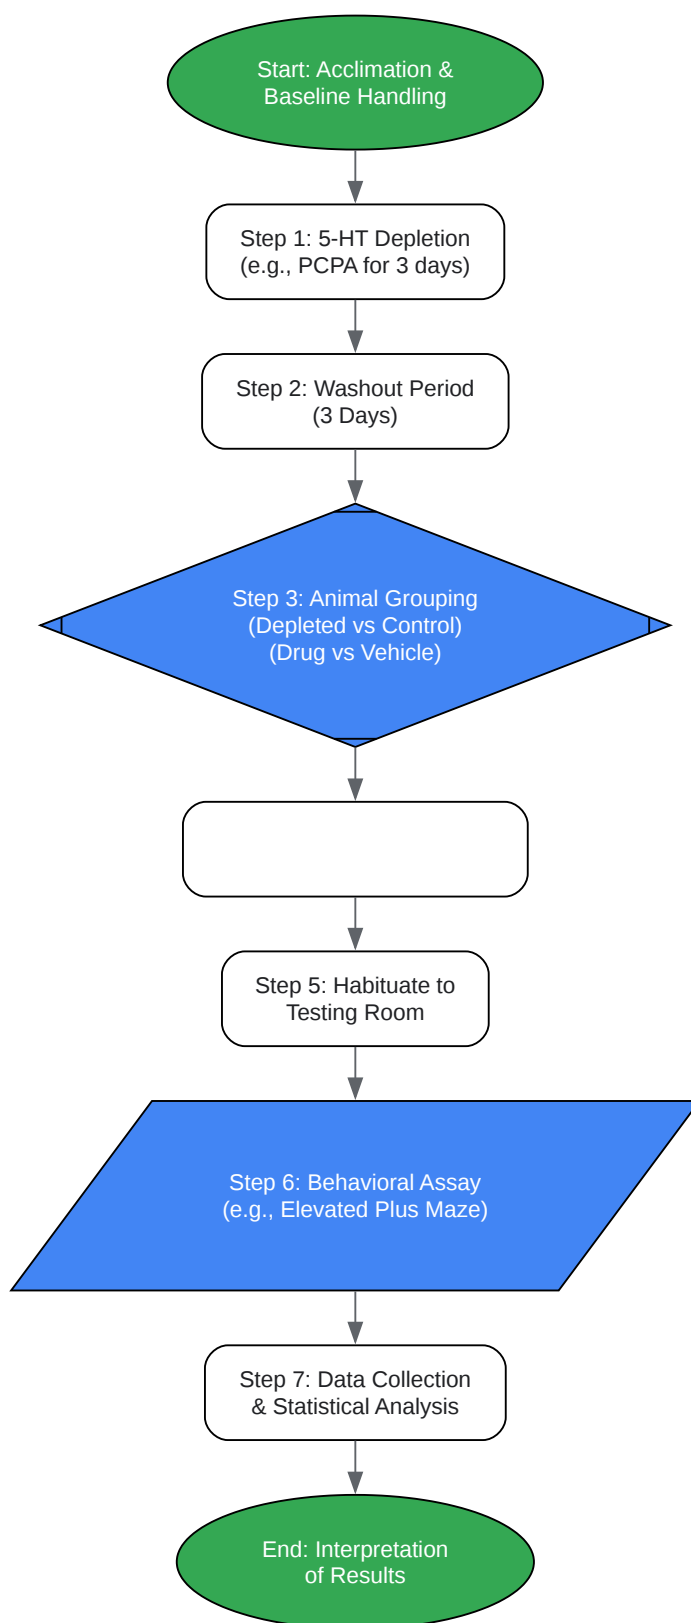 Start: Acclimation &
Baseline Handling
Step 1: 5-HT Depletion
(e.g., PCPA for 3 days)
Step 2: Washout Period
(3 Days)
Step 3: Animal Grouping
(Depleted vs Control)
(Drug vs Vehicle)
Step 5: Habituate to
Testing Room
Step 6: Behavioral Assay
(e.g., Elevated Plus Maze)
Step 7: Data Collection
& Statistical Analysis
End: Interpretation
of Results